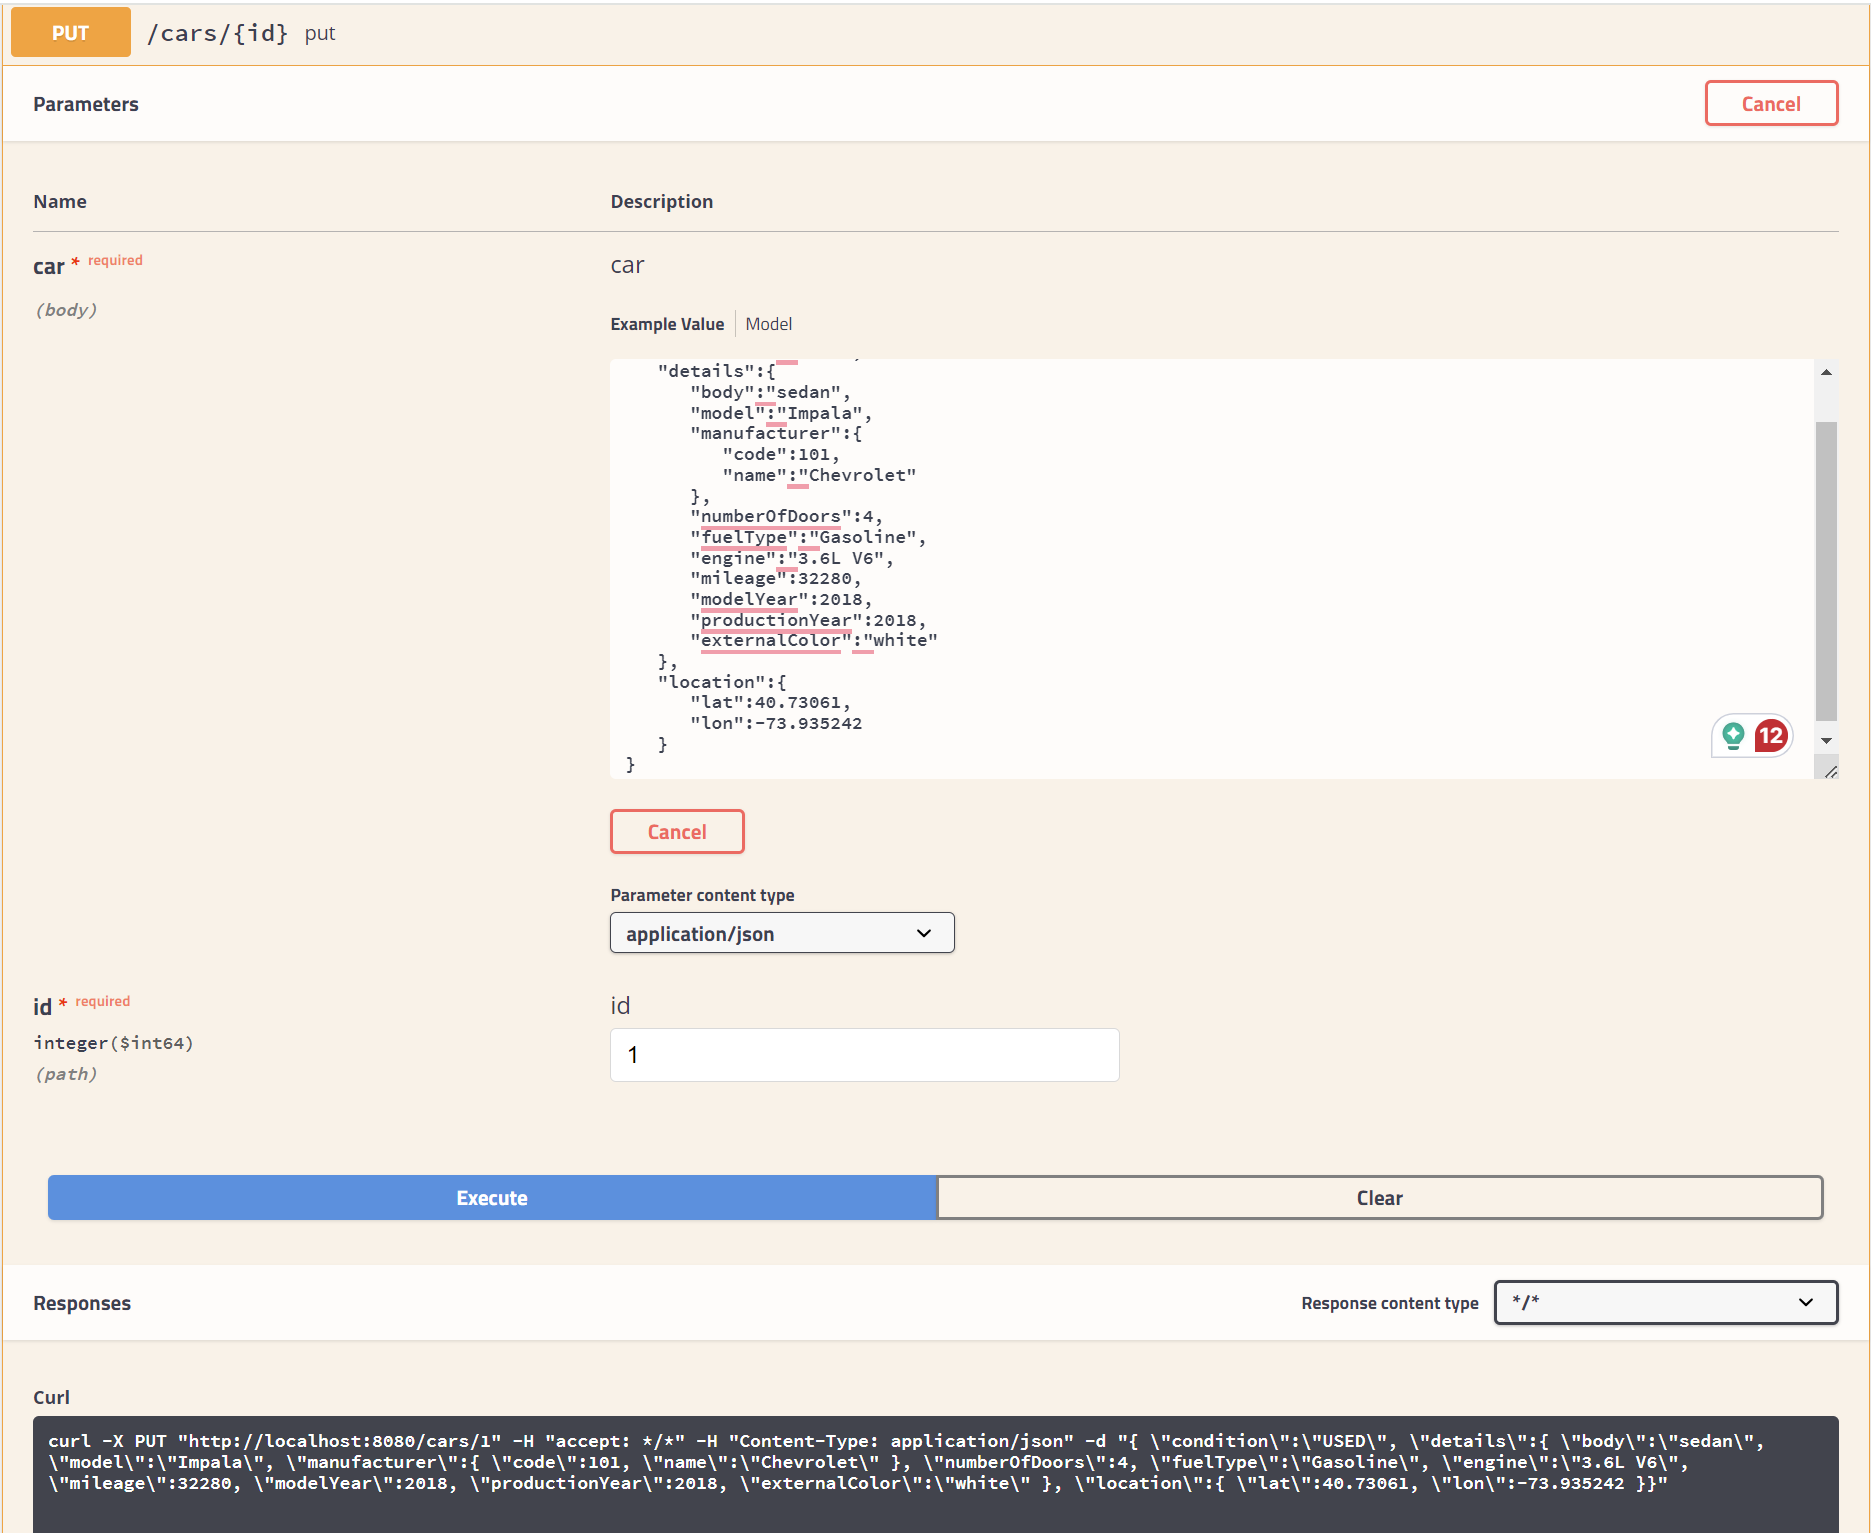 PUT /cars/{id} put
Parameters
Cancel
Name Description
car * required
(body)
car
Example Value Model
"details":{
"body":"sedan",
"model":"Impala",
"manufacturer":{
"code":101,
"name":"Chevrolet"
},
"numberOfDoors":4,
"fuelType":"Gasoline",
"engine":"3.6L V6",
"mileage":32280,
"modelYear":2018,
"productionYear":2018,
"externalColor":"white"
},
"location":{
"lat":40.73061,
"lon":-73.935242
}
}
12
Cancel
Parameter content type
application/json
id * required
integer($int64)
(path)
id
1
Execute Clear
Responses Response content type */*
Curl
curl -X PUT "http://localhost:8080/cars/1" -H "accept: */*" -H "Content-Type: application/json" -d "{ \"condition\":\"USED\", \"details\":{ \"body\":\"sedan\",
\"model\":\"Impala\", \"manufacturer\":{ \"code\":101, \"name\":\"Chevrolet\" }, \"numberOfDoors\":4, \"fuelType\":\"Gasoline\", \"engine\":\"3.6L V6\",
\"mileage\":32280, \"modelYear\":2018, \"productionYear\":2018, \"externalColor\":\"white\" }, \"location\":{ \"lat\":40.73061, \"lon\":-73.935242 }}"